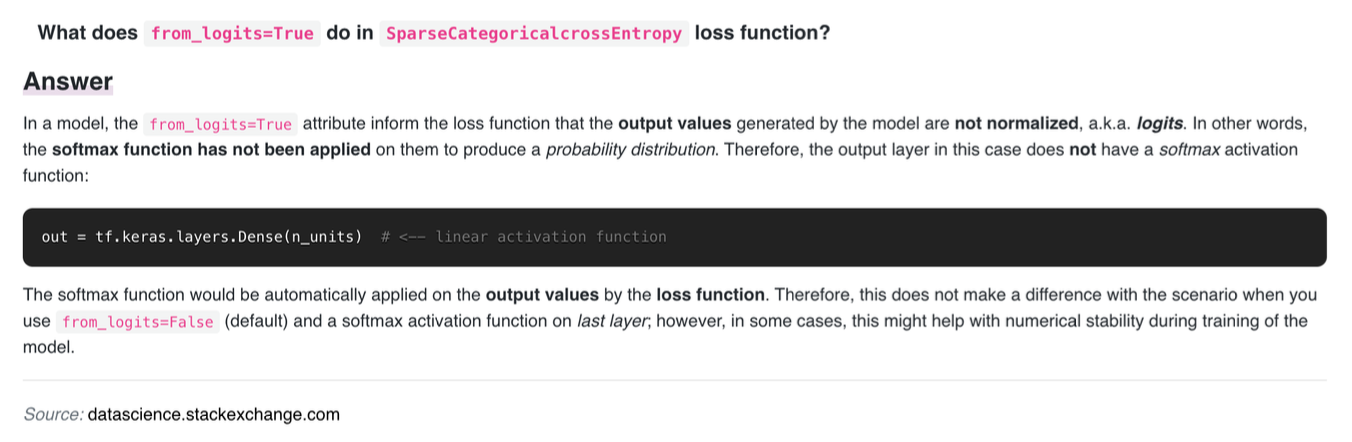 What does from_logits=True do in SparseCategoricalcrossEntropy loss function?
Answer
In a model, the from_logits=True attribute inform the loss function that the output values generated by the model are not normalized, a.k.a. logits. In other words,
the softmax function has not been applied on them to produce a probability distribution. Therefore, the output layer in this case does not have a softmax activation
function:
out = tf.keras.layers.Dense(n_units)  # <-- linear activation function
The softmax function would be automatically applied on the output values by the loss function. Therefore, this does not make a difference with the scenario when you
use from_logits=False (default) and a softmax activation function on last layer; however, in some cases, this might help with numerical stability during training of the
model.
Source: datascience.stackexchange.com